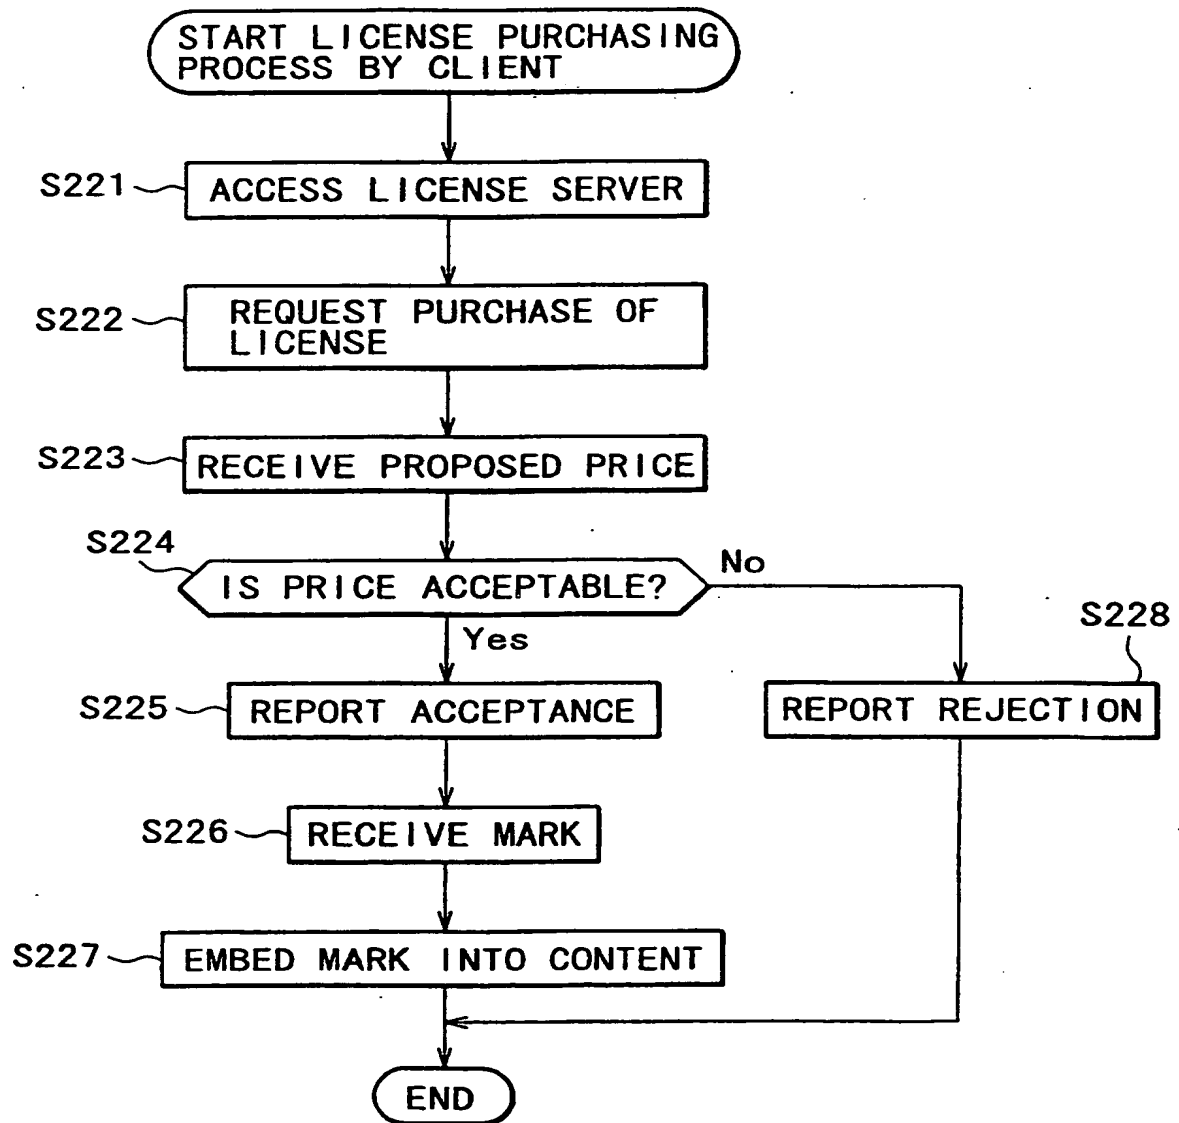 START LICENSE PURCHASING
PROCESS BY CLIENT
S221
ACCESS LICENSE SERVER
S222
REQUEST PURCHASE OF
LICENSE
S223
RECEIVE PROPOSED PRICE
S224
IS PRICE ACCEPTABLE?
No
Yes
S228
S225
REPORT ACCEPTANCE
REPORT REJECTION
S226
RECEIVE MARK
S227
EMBED MARK INTO CONTENT
END